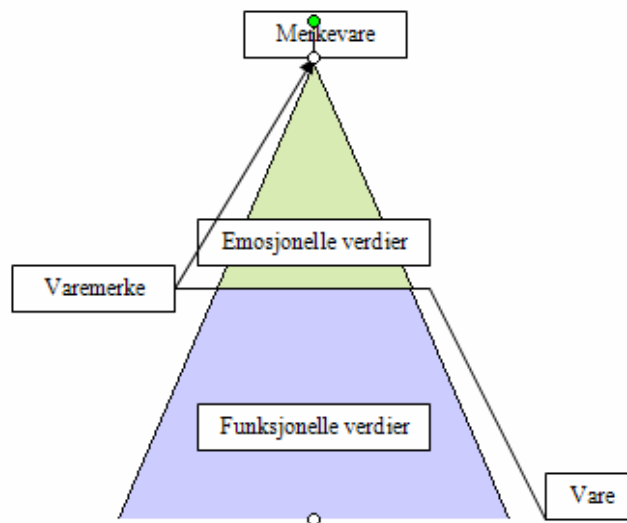 Merkevare
Emosjonelle verdier
Varemerke
Funksjonelle verdier
Vare